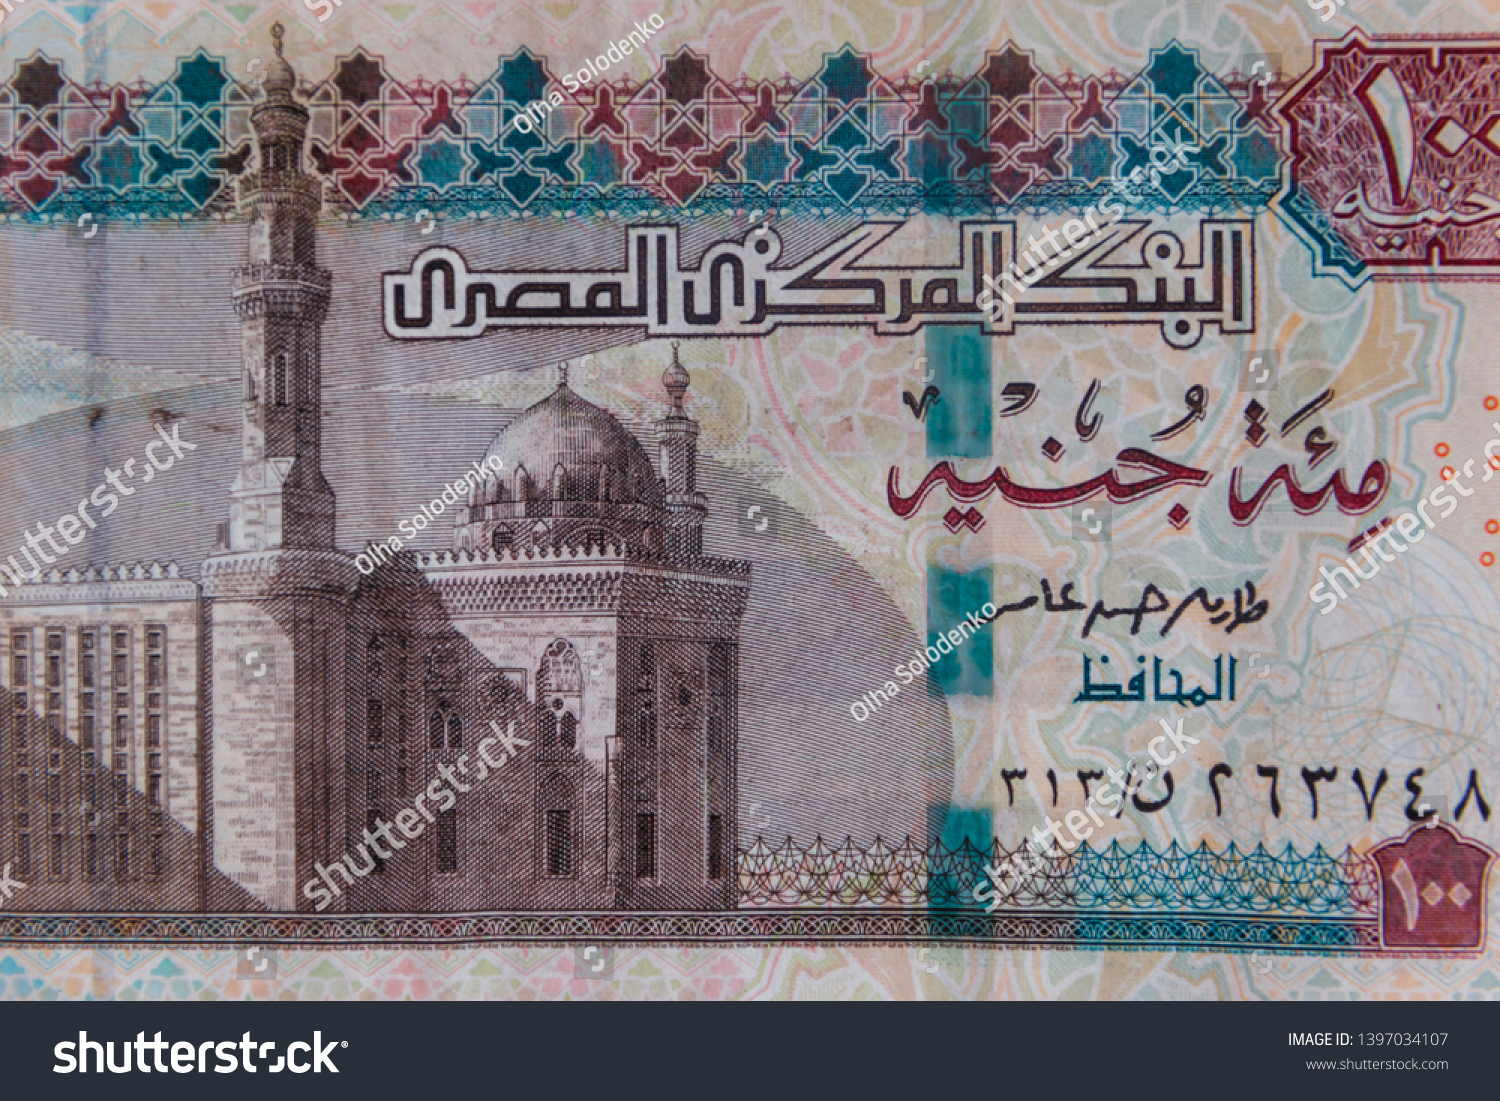 ١٠٠
جنيه
البنك المركزى المصرى
مئة جنيه
طارق حسن عامر
المحافظ
٣١٣/ن ٢٦٣٧٤٨
١٠٠
shutterstock
IMAGE ID: 1397034107
www.shutterstock.com
shutterstock
Olha Solodenko